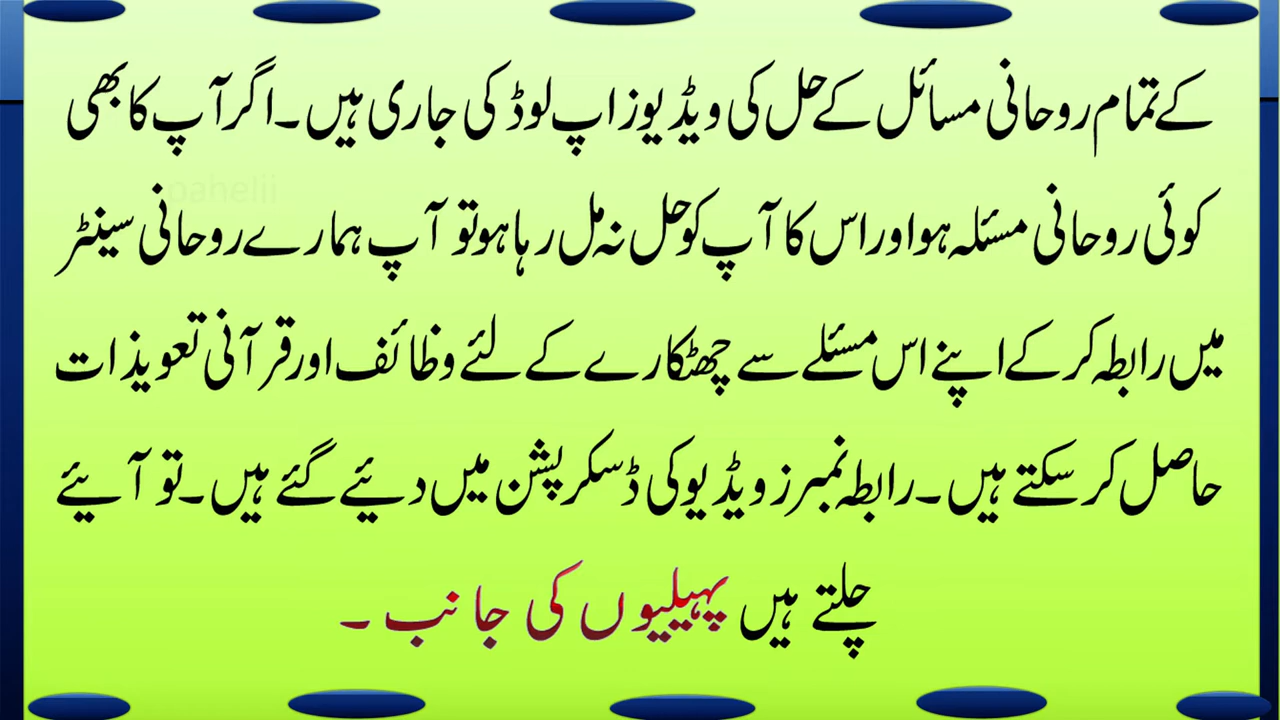 کے تمام روحانی مسائل کے حل کی ویڈیوز اپ لوڈ کی جاری ہیں۔ اگر آپ کا بھی
pahelii
کوئی روحانی مسئلہ ہو اور اس کا آپ کو حل نہ مل رہا ہو تو آپ ہمارے روحانی سینٹر
میں رابطہ کر کے اپنے اس مسئلے سے چھٹکارے کے لئے وظائف اور قرآنی تعویذات
حاصل کر سکتے ہیں۔ رابطہ نمبرز ویڈیو کی ڈسکرپشن میں دیئے گئے ہیں۔ تو آیئے
چلتے ہیں پہیلیوں کی جانب ۔